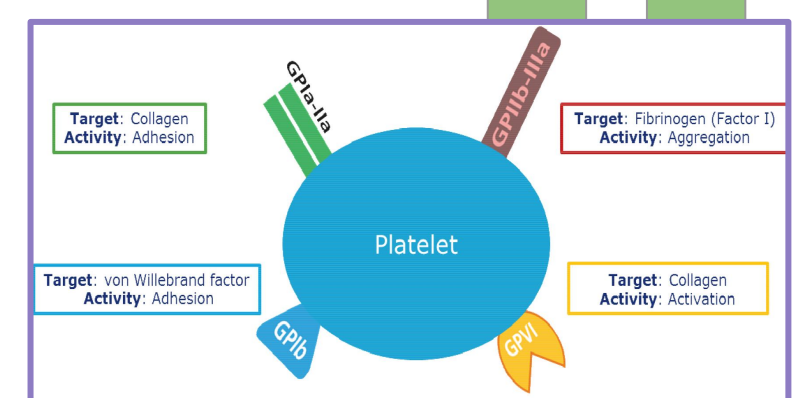 GPIa-IIa
GPIIb-IIIa
Target: Collagen
Activity: Adhesion
Target: Fibrinogen (Factor I)
Activity: Aggregation
Platelet
Target: von Willebrand factor
Activity: Adhesion
Target: Collagen
Activity: Activation
GPIb
GPVI